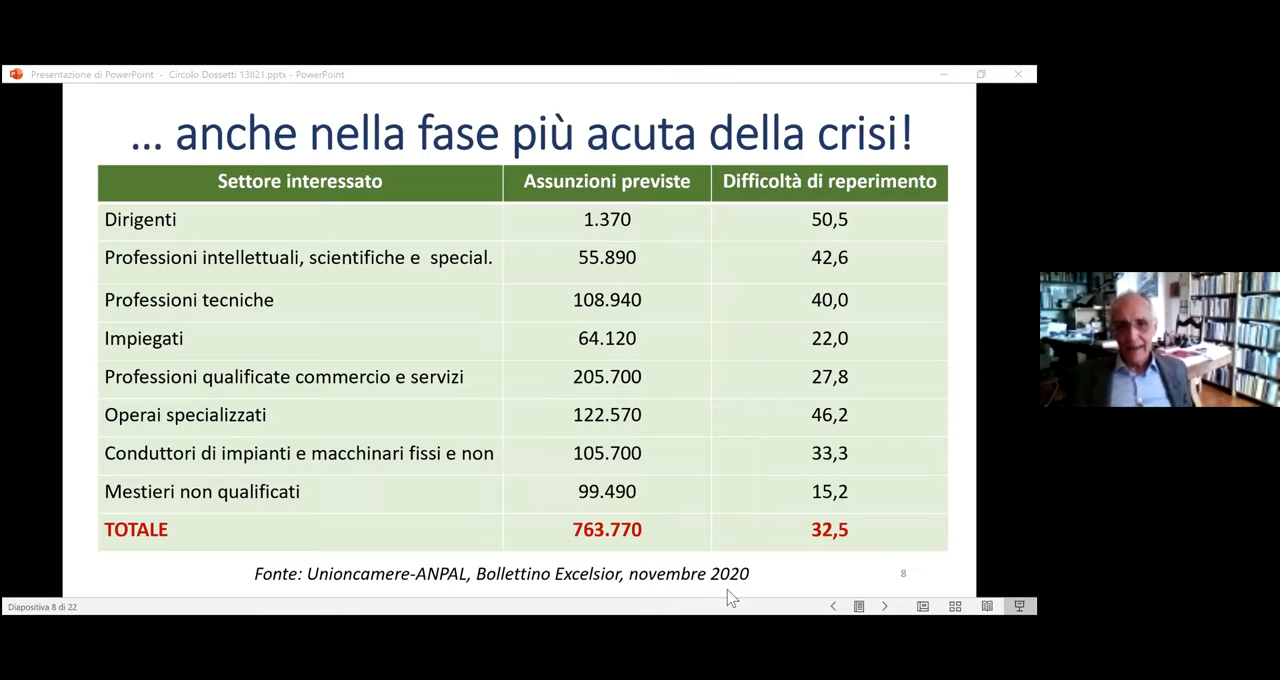 Presentazione di PowerPoint - Circolo Dossetti 13II21.pptx - PowerPoint
... anche nella fase più acuta della crisi!
Settore interessato Assunzioni previste Difficoltà di reperimento
Dirigenti 1.370 50,5
Professioni intellettuali, scientifiche e special. 55.890 42,6
Professioni tecniche 108.940 40,0
Impiegati 64.120 22,0
Professioni qualificate commercio e servizi 205.700 27,8
Operai specializzati 122.570 46,2
Conduttori di impianti e macchinari fissi e non 105.700 33,3
Mestieri non qualificati 99.490 15,2
TOTALE 763.770 32,5
Fonte: Unioncamere-ANPAL, Bollettino Excelsior, novembre 2020
8
Diapositiva 8 di 22